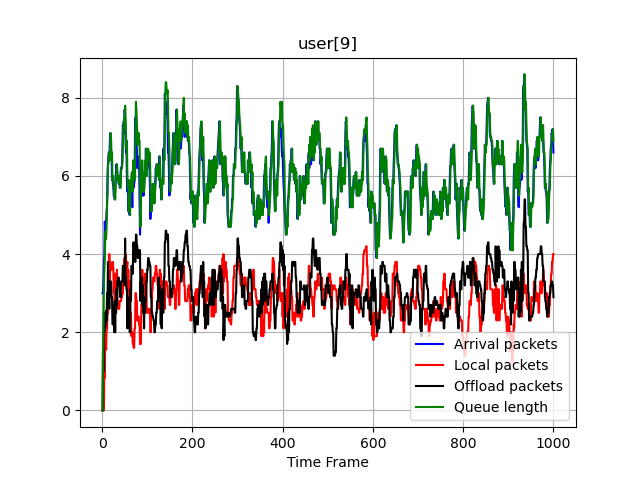 user[9]
8
6
4
2
0
0
200
400
600
800
1000
Time Frame
Arrival packets
Local packets
Offload packets
Queue length